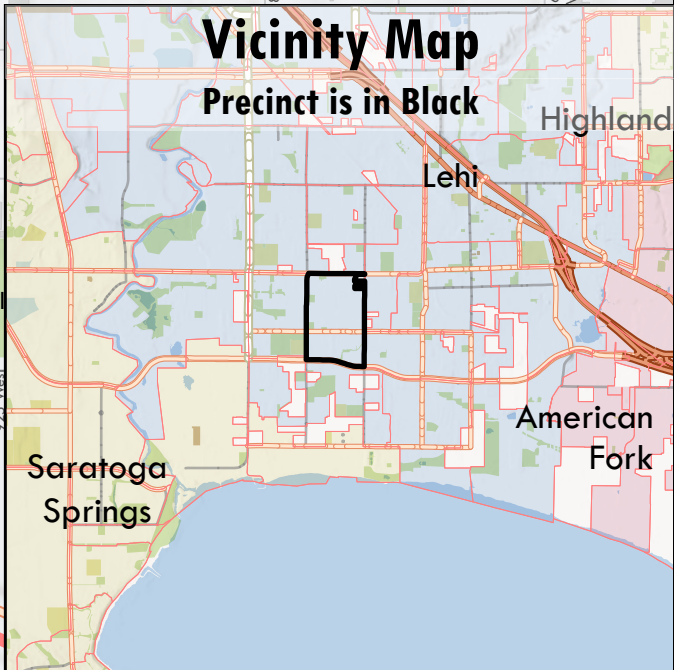 Vicinity Map
Precinct is in Black
Highland
Lehi
American
Fork
Saratoga
Springs